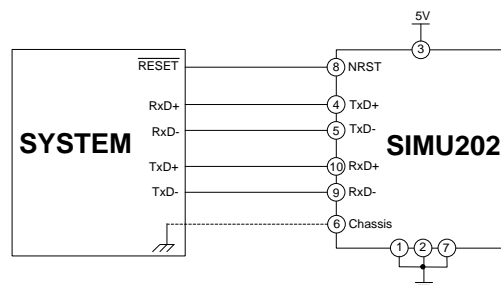 5V
3
RESET 8 NRST
RxD+ 4 TxD+
RxD- 5 TxD-
SYSTEM SIMU202
TxD+ 10 RxD+
TxD- 9 RxD-
6 Chassis
1 2 7